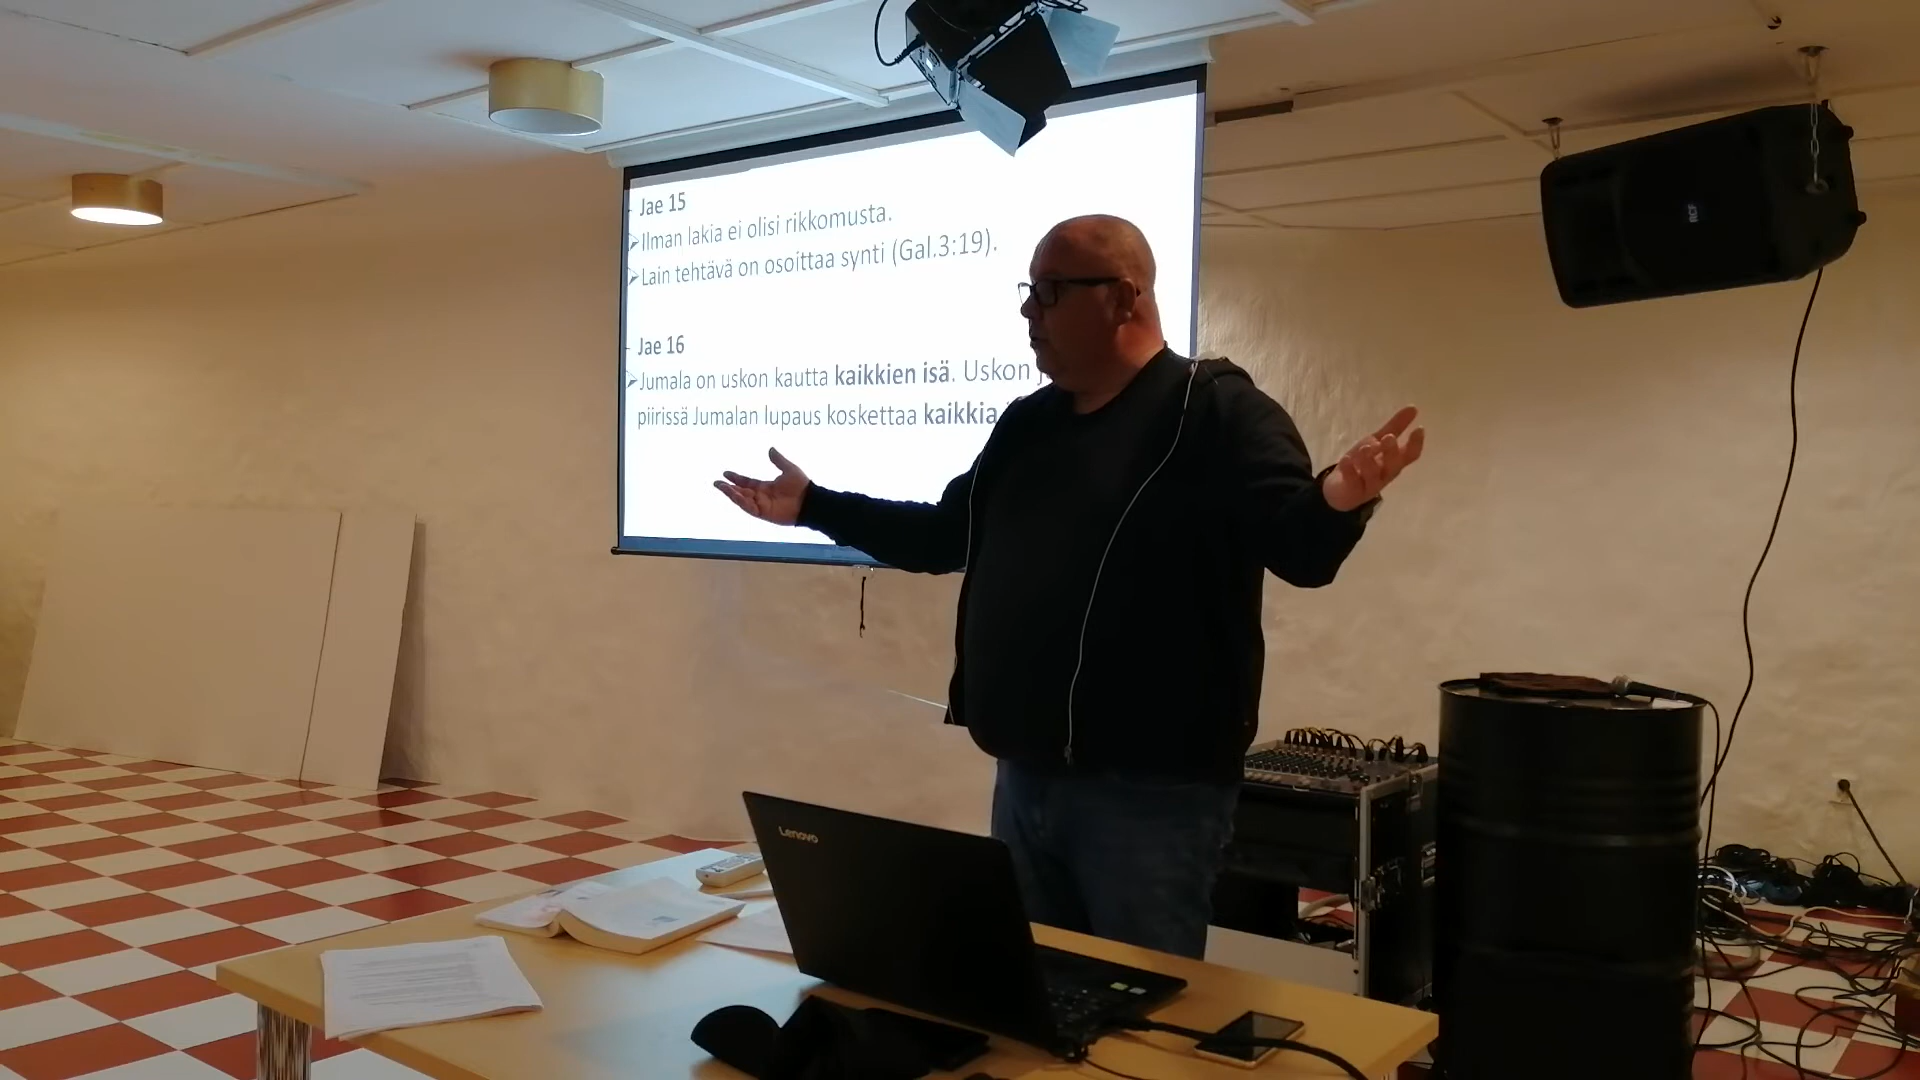 Jae 15
Ilman lakia ei olisi rikkomusta.
Lain tehtävä on osoittaa synti (Gal.3:19).
Jae 16
Jumala on uskon kautta kaikkien isä. Uskon
piirissä Jumalan lupaus koskettaa kaikkia
RCF
Lenovo